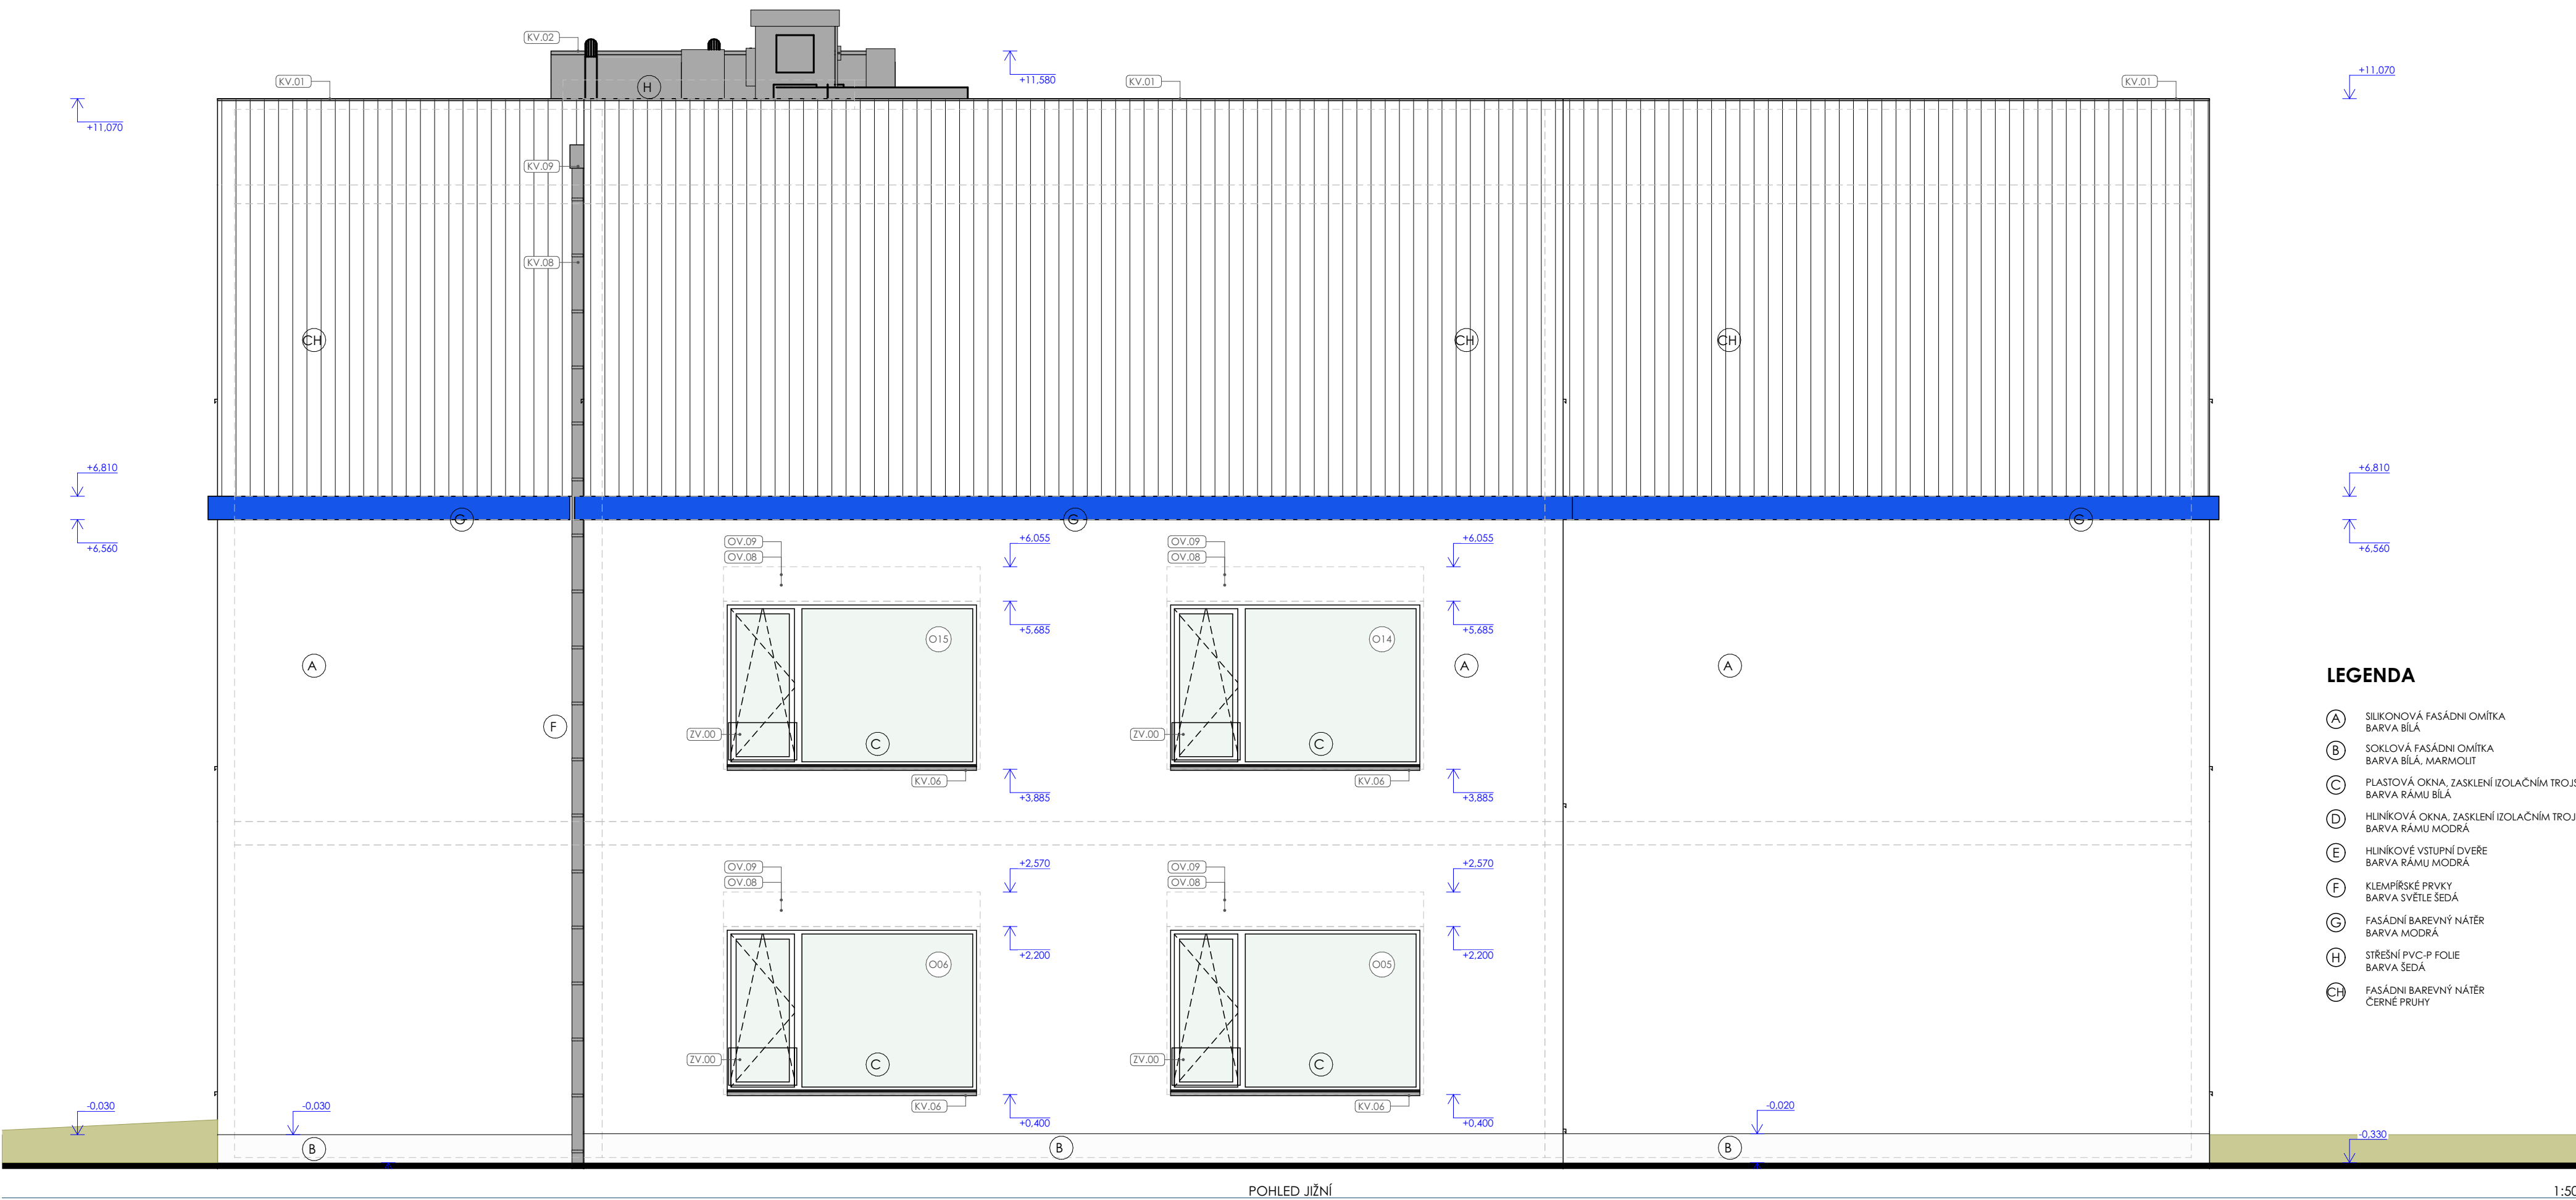 KV.02
KV.01
+11,580
KV.01
KV.01
+11,070
H
+11,070
KV.09
KV.08
CH
CH
CH
+6,810
+6,810
G
G
G
+6,560
+6,560
OV.09
OV.08
+6,055
OV.09
OV.08
+6,055
O15
+5,685
O14
+5,685
A
A
A
F
ZV.00
C
ZV.00
C
KV.06
+3,885
KV.06
+3,885
OV.09
OV.08
+2,570
OV.09
OV.08
+2,570
O06
+2,200
O05
+2,200
ZV.00
C
ZV.00
C
KV.06
+0,400
KV.06
+0,400
-0,030
-0,030
-0,020
-0,330
B
B
B
LEGENDA
A SILIKONOVÁ FASÁDNI OMÍTKA
BARVA BÍLÁ
B SOKLOVÁ FASÁDNI OMÍTKA
BARVA BÍLÁ, MARMOLIT
C PLASTOVÁ OKNA, ZASKLENÍ IZOLAČNÍM
BARVA RÁMU BÍLÁ
D HLINÍKOVÁ OKNA, ZASKLENÍ IZOLAČNÍM
BARVA RÁMU MODRÁ
E HLINÍKOVÉ VSTUPNÍ DVEŘE
BARVA RÁMU MODRÁ
F KLEMPÍŘSKÉ PRVKY
BARVA SVĚTLE ŠEDÁ
G FASÁDNÍ BAREVNÝ NÁTĚR
BARVA MODRÁ
H STŘEŠNÍ PVC-P FOLIE
BARVA ŠEDÁ
CH FASÁDNI BAREVNÝ NÁTĚR
ČERNÉ PRUHY
POHLED JIŽNÍ
1:50